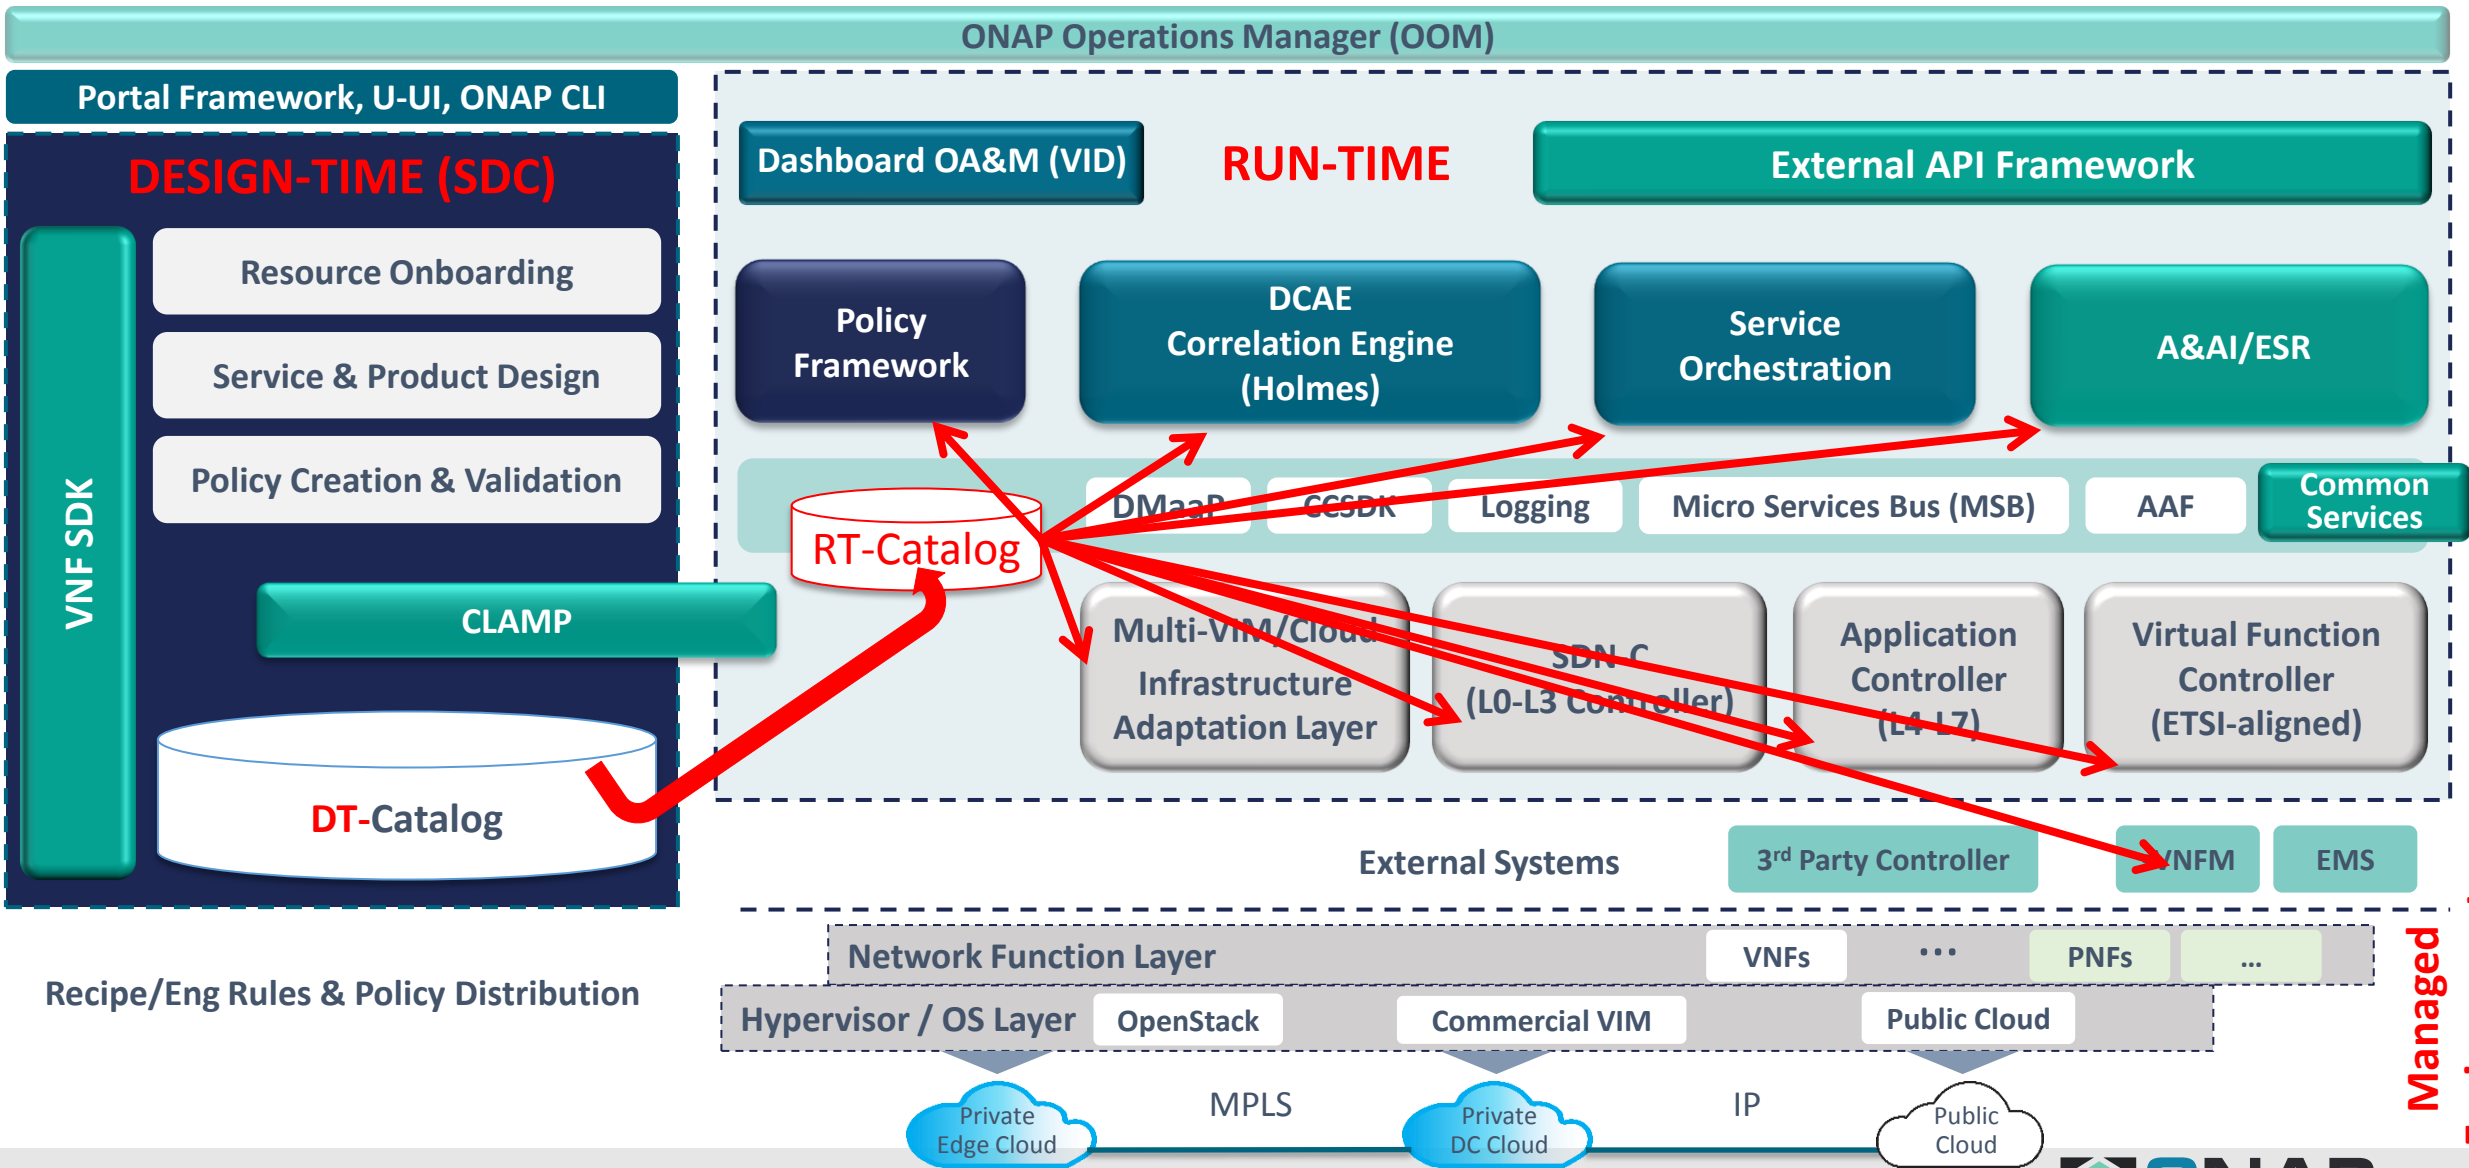 ONAP Operations Manager (OOM)
Portal Framework, U-UI, ONAP CLI
DESIGN-TIME (SDC)
VNF SDK
Resource Onboarding
Service & Product Design
Policy Creation & Validation
CLAMP
DT-Catalog
Recipe/Eng Rules & Policy Distribution
Dashboard OA&M (VID)
RUN-TIME
External API Framework
Policy
Framework
DCAE
Correlation Engine
(Holmes)
Service
Orchestration
A&AI/ESR
RT-Catalog
DMaaP
CCSDK
Logging
Micro Services Bus (MSB)
AAF
Common
Services
Multi-VIM/Cloud
Infrastructure
Adaptation Layer
SDN-C
(L0-L3 Controller)
Application
Controller
(L4-L7)
Virtual Function
Controller
(ETSI-aligned)
External Systems
3rd Party Controller
VNFM
EMS
Network Function Layer
VNFs
...
PNFs
...
Hypervisor / OS Layer
OpenStack
Commercial VIM
Public Cloud
Managed
Private
Edge Cloud
MPLS
Private
DC Cloud
IP
Public
Cloud